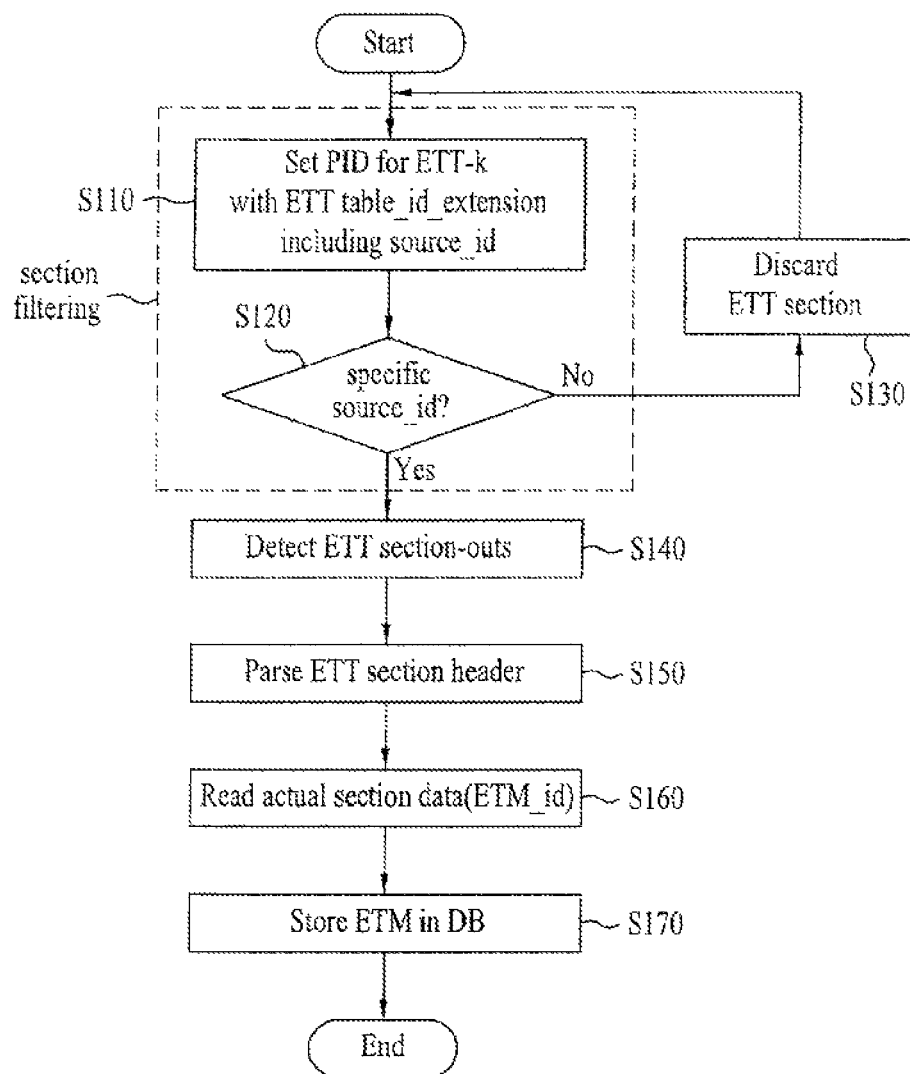 Start
S110
Set PID for ETT-k
with ETT table_id_extension
including source_id
section
filtering
Discard
ETT section
S130
S120
specific
source_id?
No
Yes
Detect ETT section-outs
S140
Parse ETT section header
S150
Read actual section data(ETM_id)
S160
Store ETM in DB
S170
End